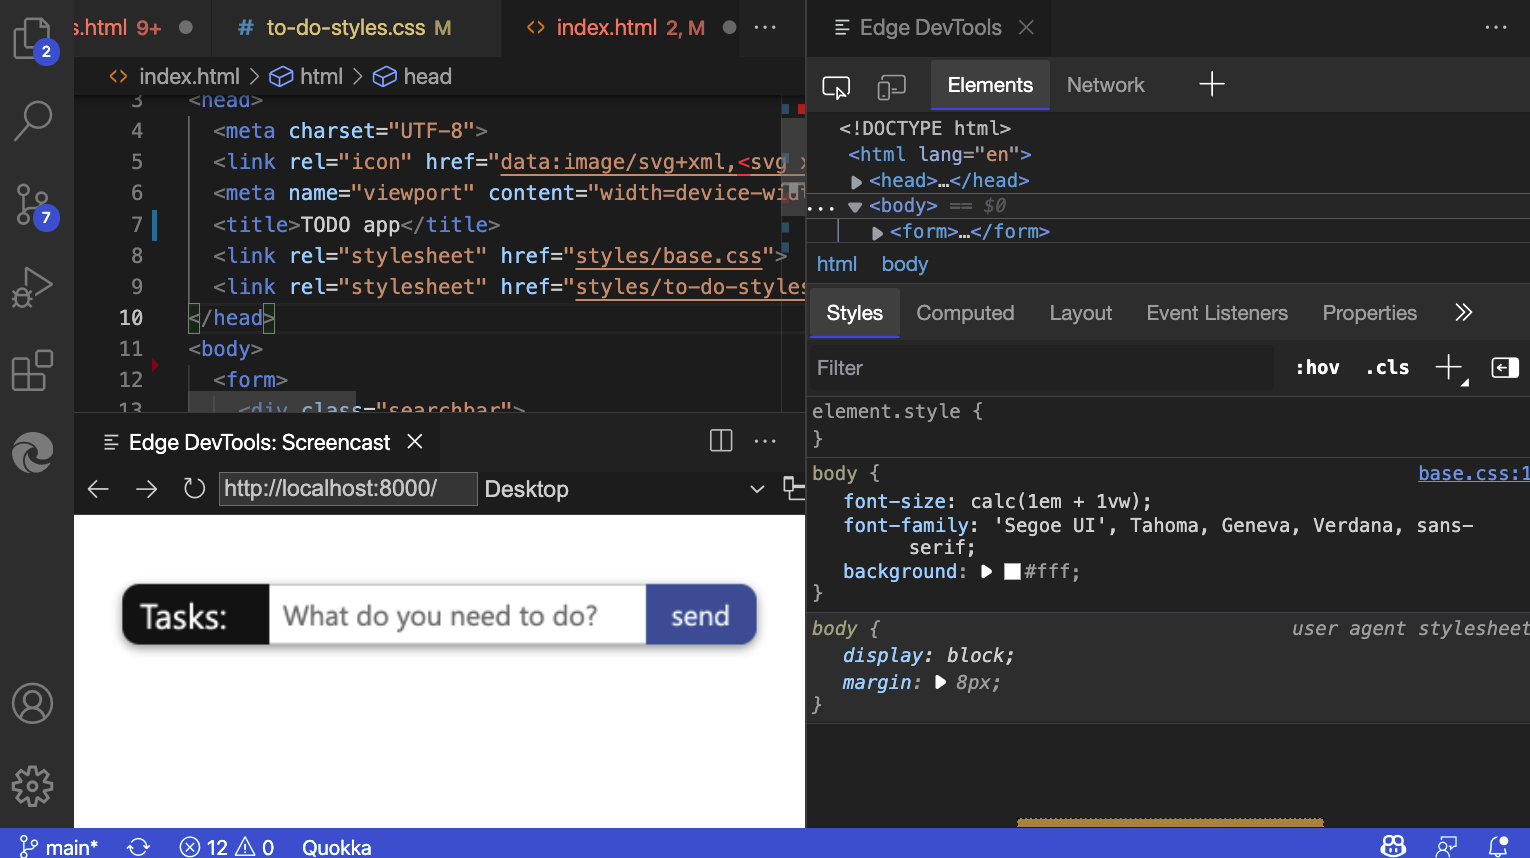 s.html 9+
# to-do-styles.css M
<> index.html 2, M
<> index.html > html > head
3 <head>
4 <meta charset="UTF-8">
5 <link rel="icon" href="data:image/svg+xml,<svg x
6 <meta name="viewport" content="width=device-widt
7 <title>TODO app</title>
8 <link rel="stylesheet" href="styles/base.css">
9 <link rel="stylesheet" href="styles/to-do-styles
10 </head>
11 <body>
12 <form>
13 <div class="searchbar">
2
7
Edge DevTools: Screencast
http://localhost:8000/ Desktop
Tasks: What do you need to do? send
Edge DevTools
Elements Network
<!DOCTYPE html>
<html lang="en">
<head>…</head>
... <body> == $0
<form>…</form>
html body
Styles Computed Layout Event Listeners Properties
Filter :hov .cls
element.style {
}
body { base.css:1
font-size: calc(1em + 1vw);
font-family: 'Segoe UI', Tahoma, Geneva, Verdana, sans-
serif;
background: #fff;
}
body { user agent stylesheet
display: block;
margin: 8px;
}
main* 12 0 Quokka